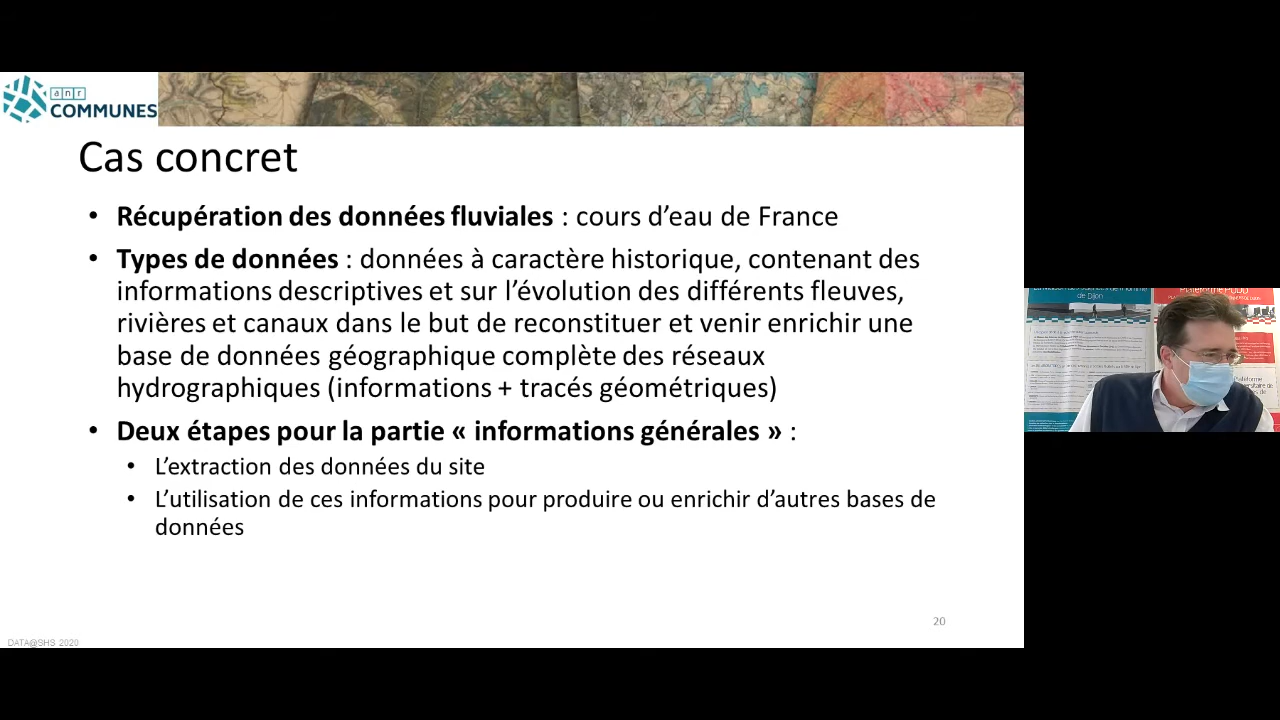 anr
COMMUNES
Cas concret
• Récupération des données fluviales : cours d’eau de France
• Types de données : données à caractère historique, contenant des
informations descriptives et sur l’évolution des différents fleuves,
rivières et canaux dans le but de reconstituer et venir enrichir une
base de données géographique complète des réseaux
hydrographiques (informations + tracés géométriques)
• Deux étapes pour la partie « informations générales » :
• L’extraction des données du site
• L’utilisation de ces informations pour produire ou enrichir d’autres bases de
données
20
DATA@SHS 2020
de Dijon
Plateforme